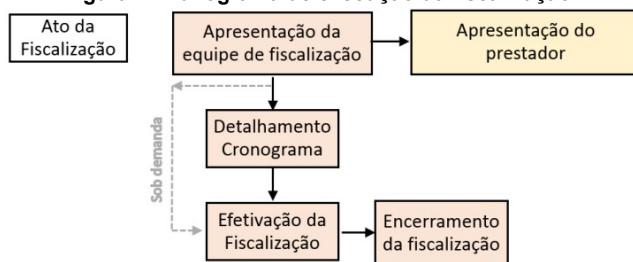 Ato da
Fiscalização
Apresentação da
equipe de fiscalização
Apresentação do
prestador
Sob demanda
Detalhamento
Cronograma
Efetivação da
Fiscalização
Encerramento
da fiscalização